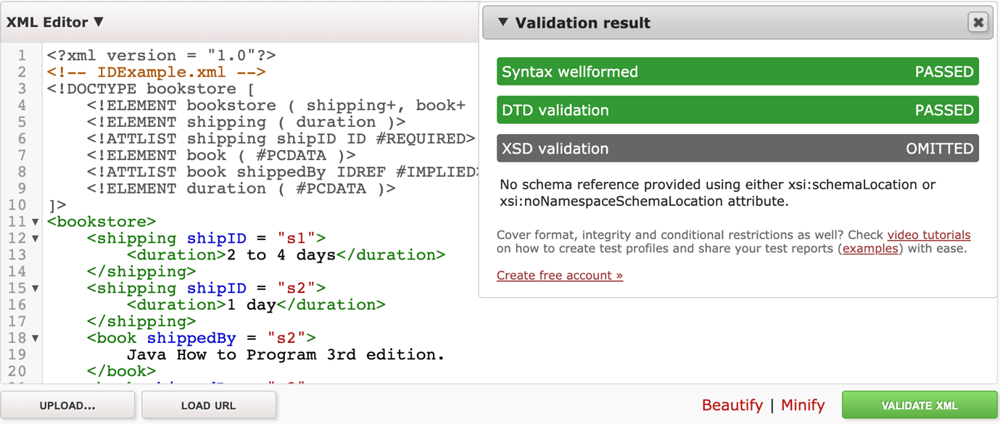 XML Editor ▼
1 <?xml version = "1.0"?>
2 <!-- IDExample.xml -->
3 <!DOCTYPE bookstore [
4 <!ELEMENT bookstore ( shipping+, book+
5 <!ELEMENT shipping ( duration )>
6 <!ATTLIST shipping shipID ID #REQUIRED>
7 <!ELEMENT book ( #PCDATA )>
8 <!ATTLIST book shippedBy IDREF #IMPLIED>
9 <!ELEMENT duration ( #PCDATA )>
10 ]>
11 ▼ <bookstore>
12 ▼ <shipping shipID = "s1">
13 <duration>2 to 4 days</duration>
14 </shipping>
15 ▼ <shipping shipID = "s2">
16 <duration>1 day</duration>
17 </shipping>
18 ▼ <book shippedBy = "s2">
19 Java How to Program 3rd edition.
20 </book>
▼ Validation result
Syntax wellformed PASSED
DTD validation PASSED
XSD validation OMITTED
No schema reference provided using either xsi:schemaLocation or
xsi:noNamespaceSchemaLocation attribute.
Cover format, integrity and conditional restrictions as well? Check video tutorials
on how to create test profiles and share your test reports (examples) with ease.
Create free account »
UPLOAD... LOAD URL Beautify | Minify VALIDATE XML